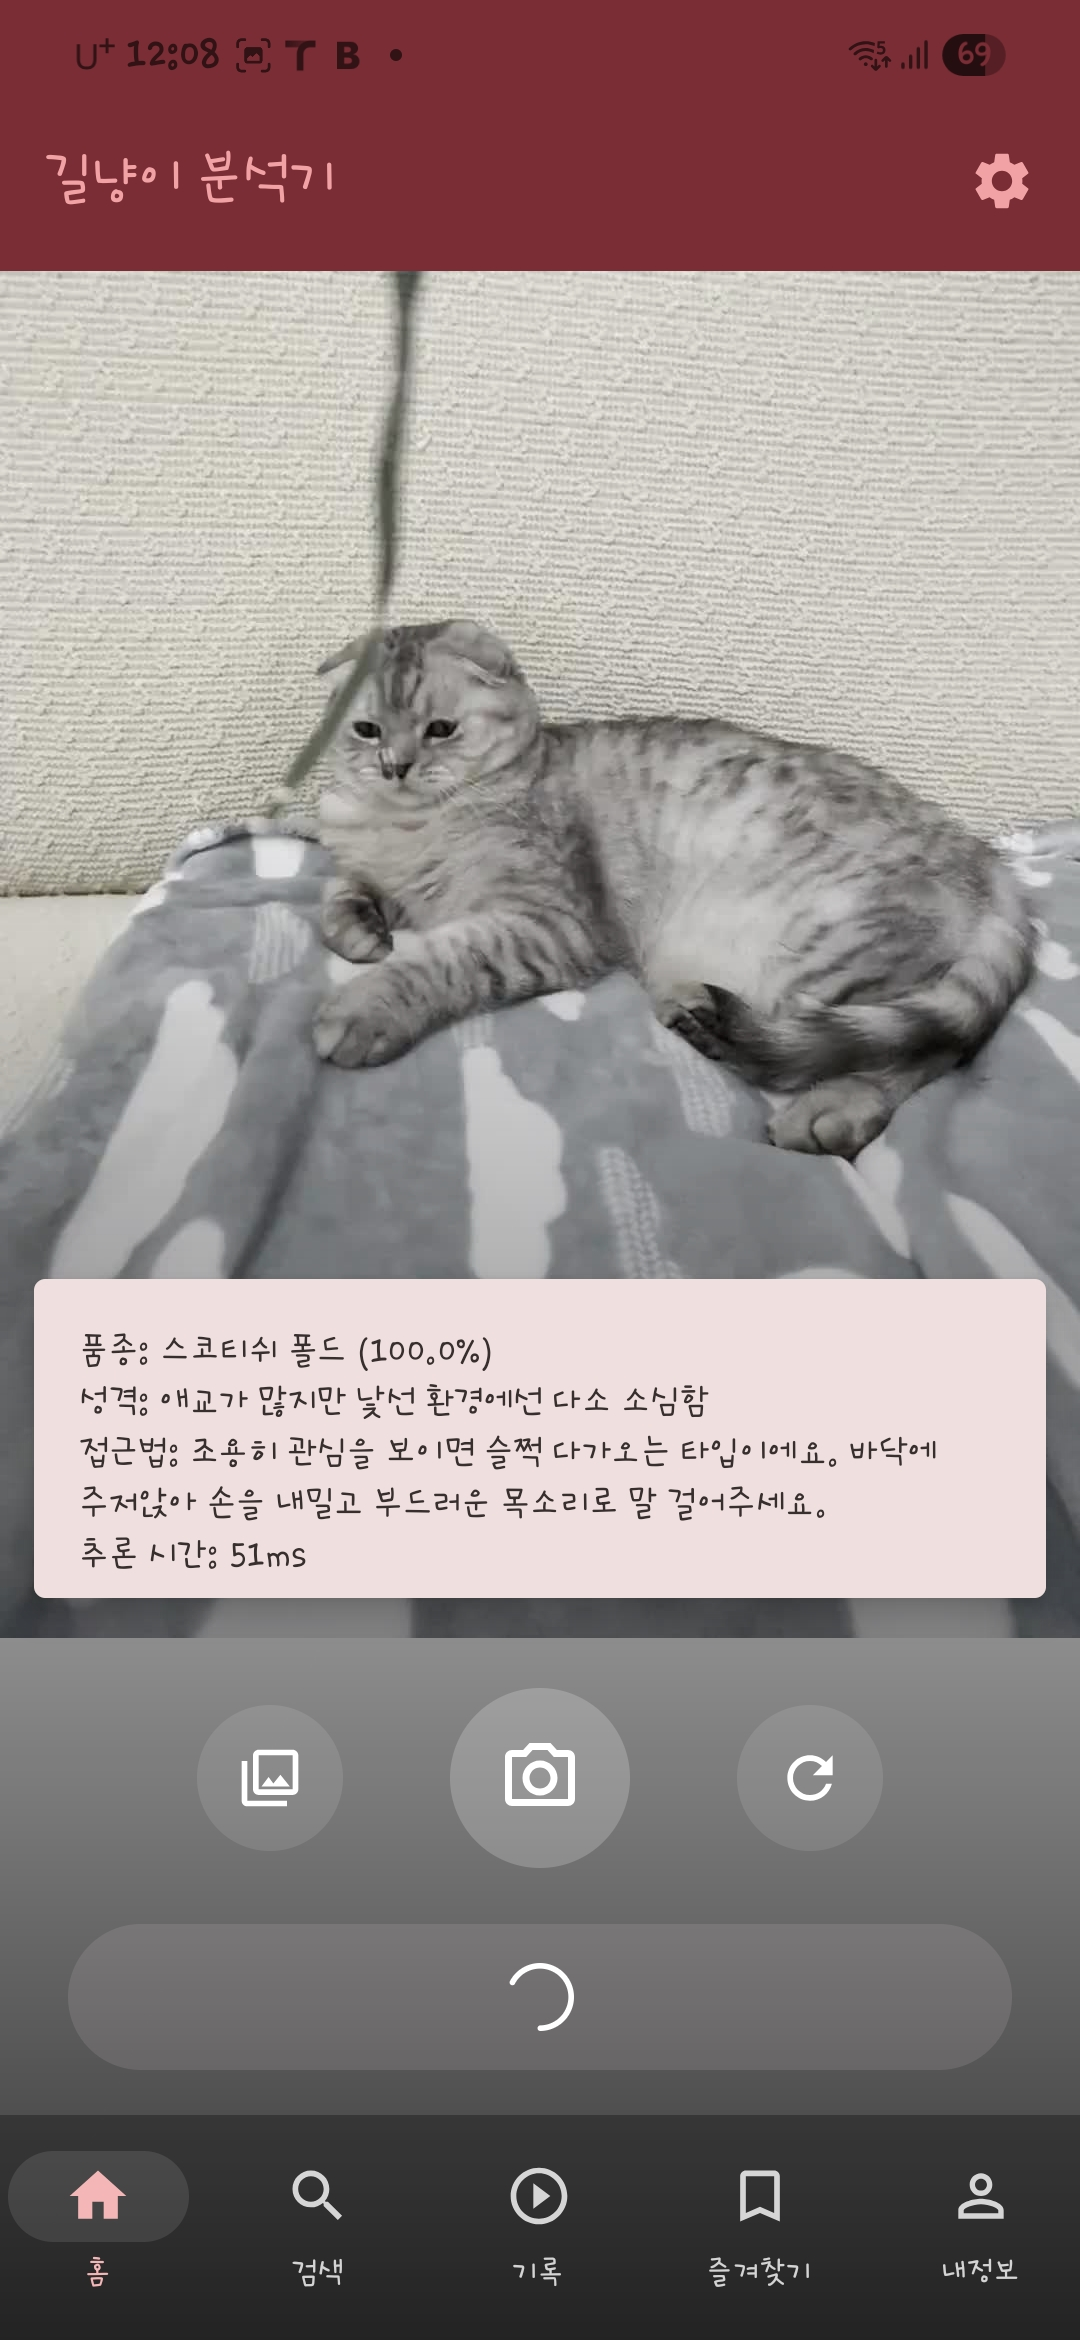 U+ 12:08 T B 5 69
길냥이 분석기
품종: 스코티쉬 폴드 (100.0%)
성격: 애교가 많지만 낯선 환경에선 다소 소심함
접근법: 조용히 관심을 보이면 슬쩍 다가오는 타입이에요. 바닥에
주저앉아 손을 내밀고 부드러운 목소리로 말 걸어주세요.
추론 시간: 51ms
홈 검색 기록 즐겨찾기 내정보